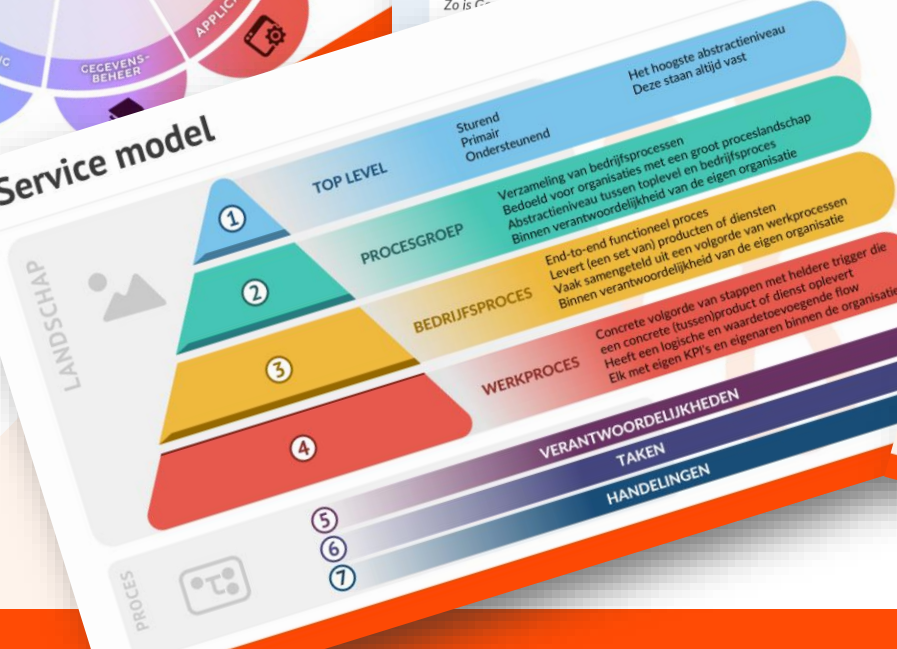 Zo is
GEGEVENS-
BEHEER
Service model
LANDSCHAP
1
TOP LEVEL
Sturend
Primair
Ondersteunend
Het hoogste abstractieniveau
Deze staan altijd vast
2
PROCESGROEP
Verzameling van bedrijfsprocessen
Bedoeld voor organisaties met een groot proceslandschap
Abstractieniveau tussen toplevel en bedrijfsproces
Binnen verantwoordelijkheid van de eigen organisatie
3
BEDRIJFSPROCES
End-to-end functioneel proces
Levert (een set van) producten of diensten
Vaak samengeteld uit een volgorde van werkprocessen
Binnen verantwoordelijkheid van de eigen organisatie
4
WERKPROCES
Concrete volgorde van stappen met heldere trigger die
een concrete (tussen)product of dienst oplevert
Heeft een logische en waardetoevoegende flow
Elk met eigen KPI's en eigenaren binnen de organisatie
PROCES
5
VERANTWOORDELIJKHEDEN
6
TAKEN
7
HANDELINGEN